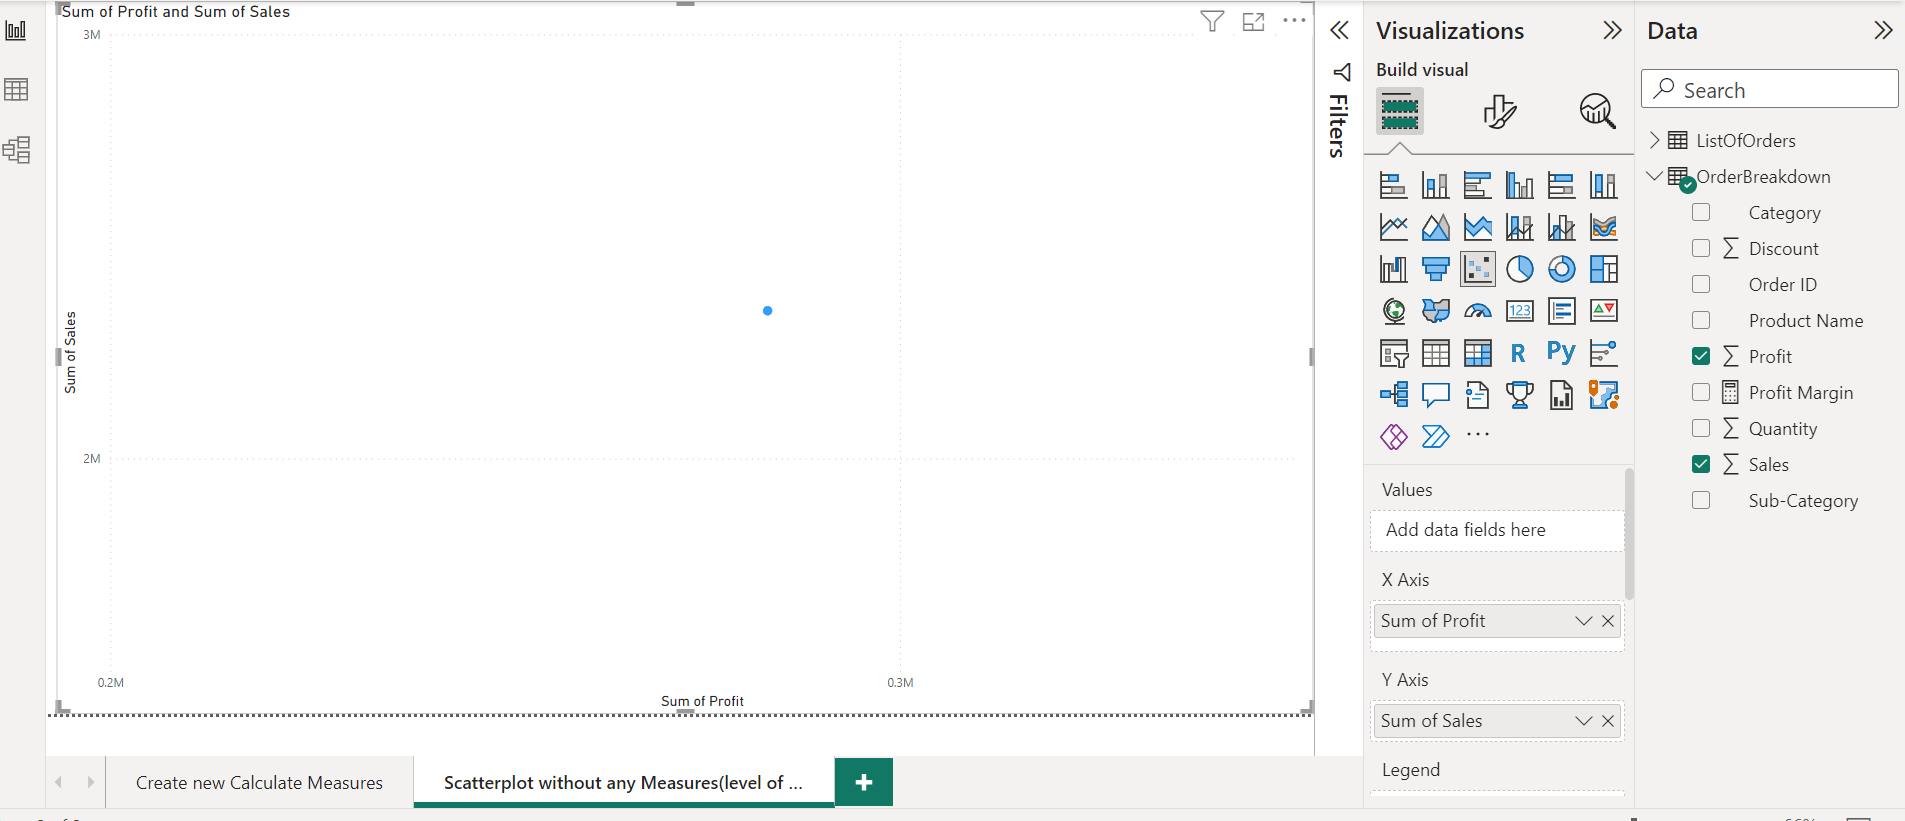 Sum of Profit and Sum of Sales
3M
2M
Sum of Sales
0.2M
0.3M
Sum of Profit
Create new Calculate Measures
Scatterplot without any Measures(level of ...
Filters
Visualizations
Build visual
123
R
Py
Values
Add data fields here
X Axis
Sum of Profit
Y Axis
Sum of Sales
Legend
Data
Search
ListOfOrders
OrderBreakdown
Category
Discount
Order ID
Product Name
Profit
Profit Margin
Quantity
Sales
Sub-Category